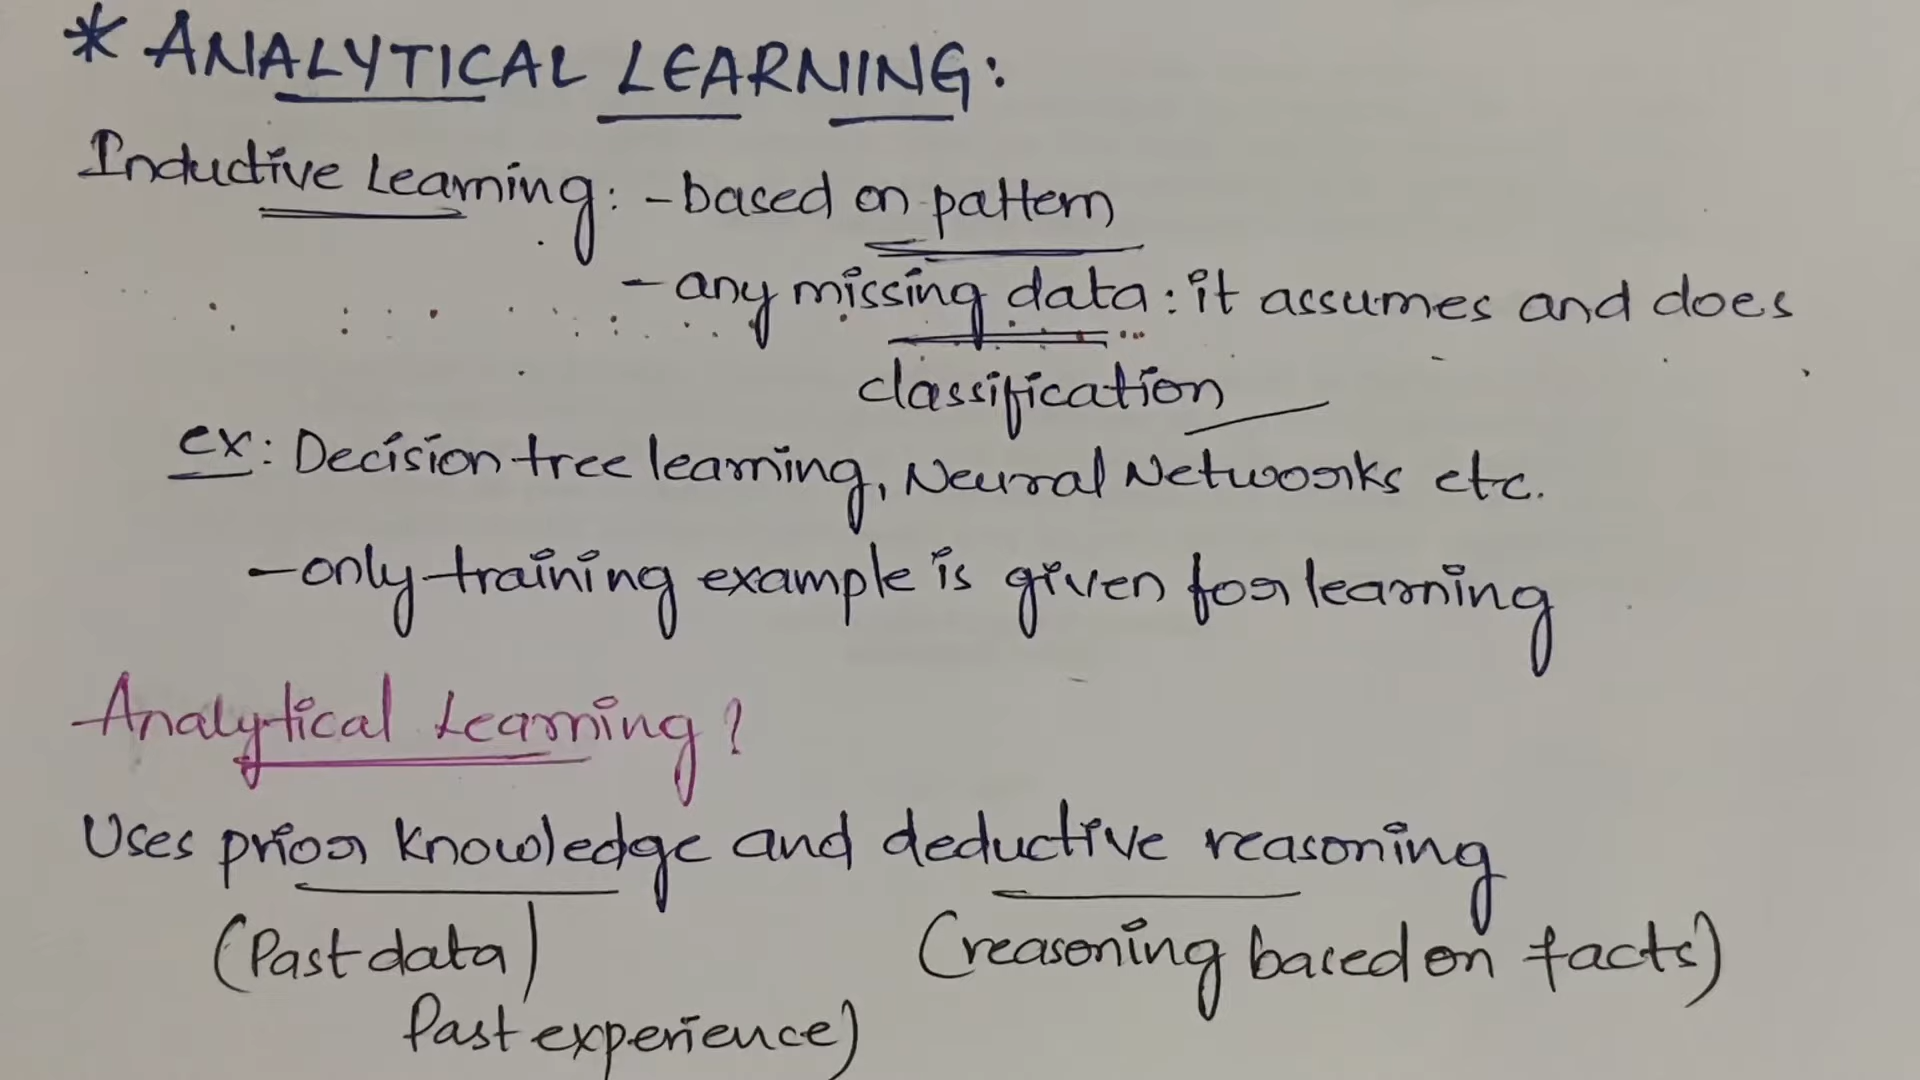 * ANALYTICAL LEARNING:
Inductive Learning: - based on pattern
- any missing data: it assumes and does
classification
ex: Decision tree learning, Neural Networks etc.
- only training example is given for learning
Analytical Learning?
Uses prior knowledge and deductive reasoning
(Past data) (reasoning based on facts)
Past experience)